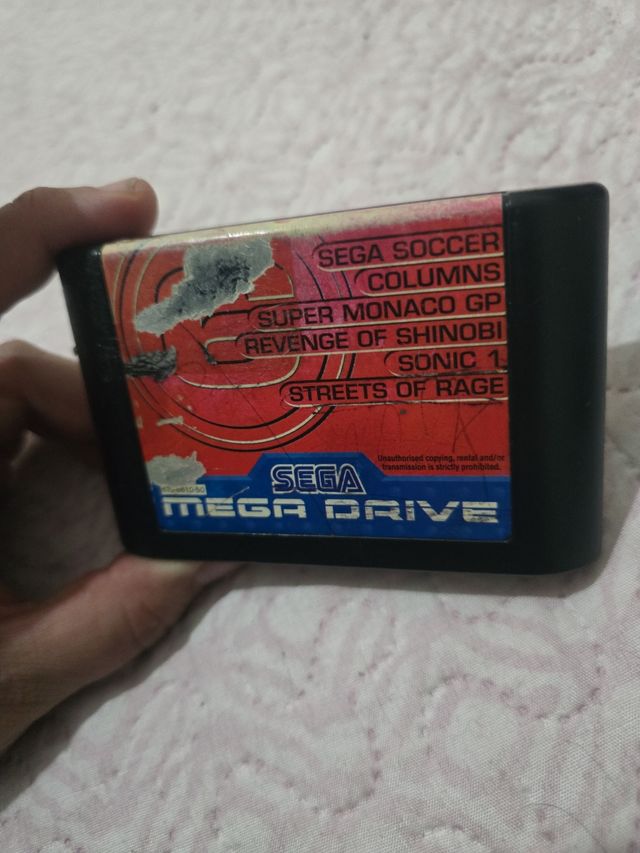 SEGA SOCCER
COLUMNS
SUPER MONACO GP
REVENGE OF SHINOBI
SONIC 1
STREETS OF RAGE
Unauthorised copying, rental and/or
transmission is strictly prohibited.
SEGA
MEGA DRIVE